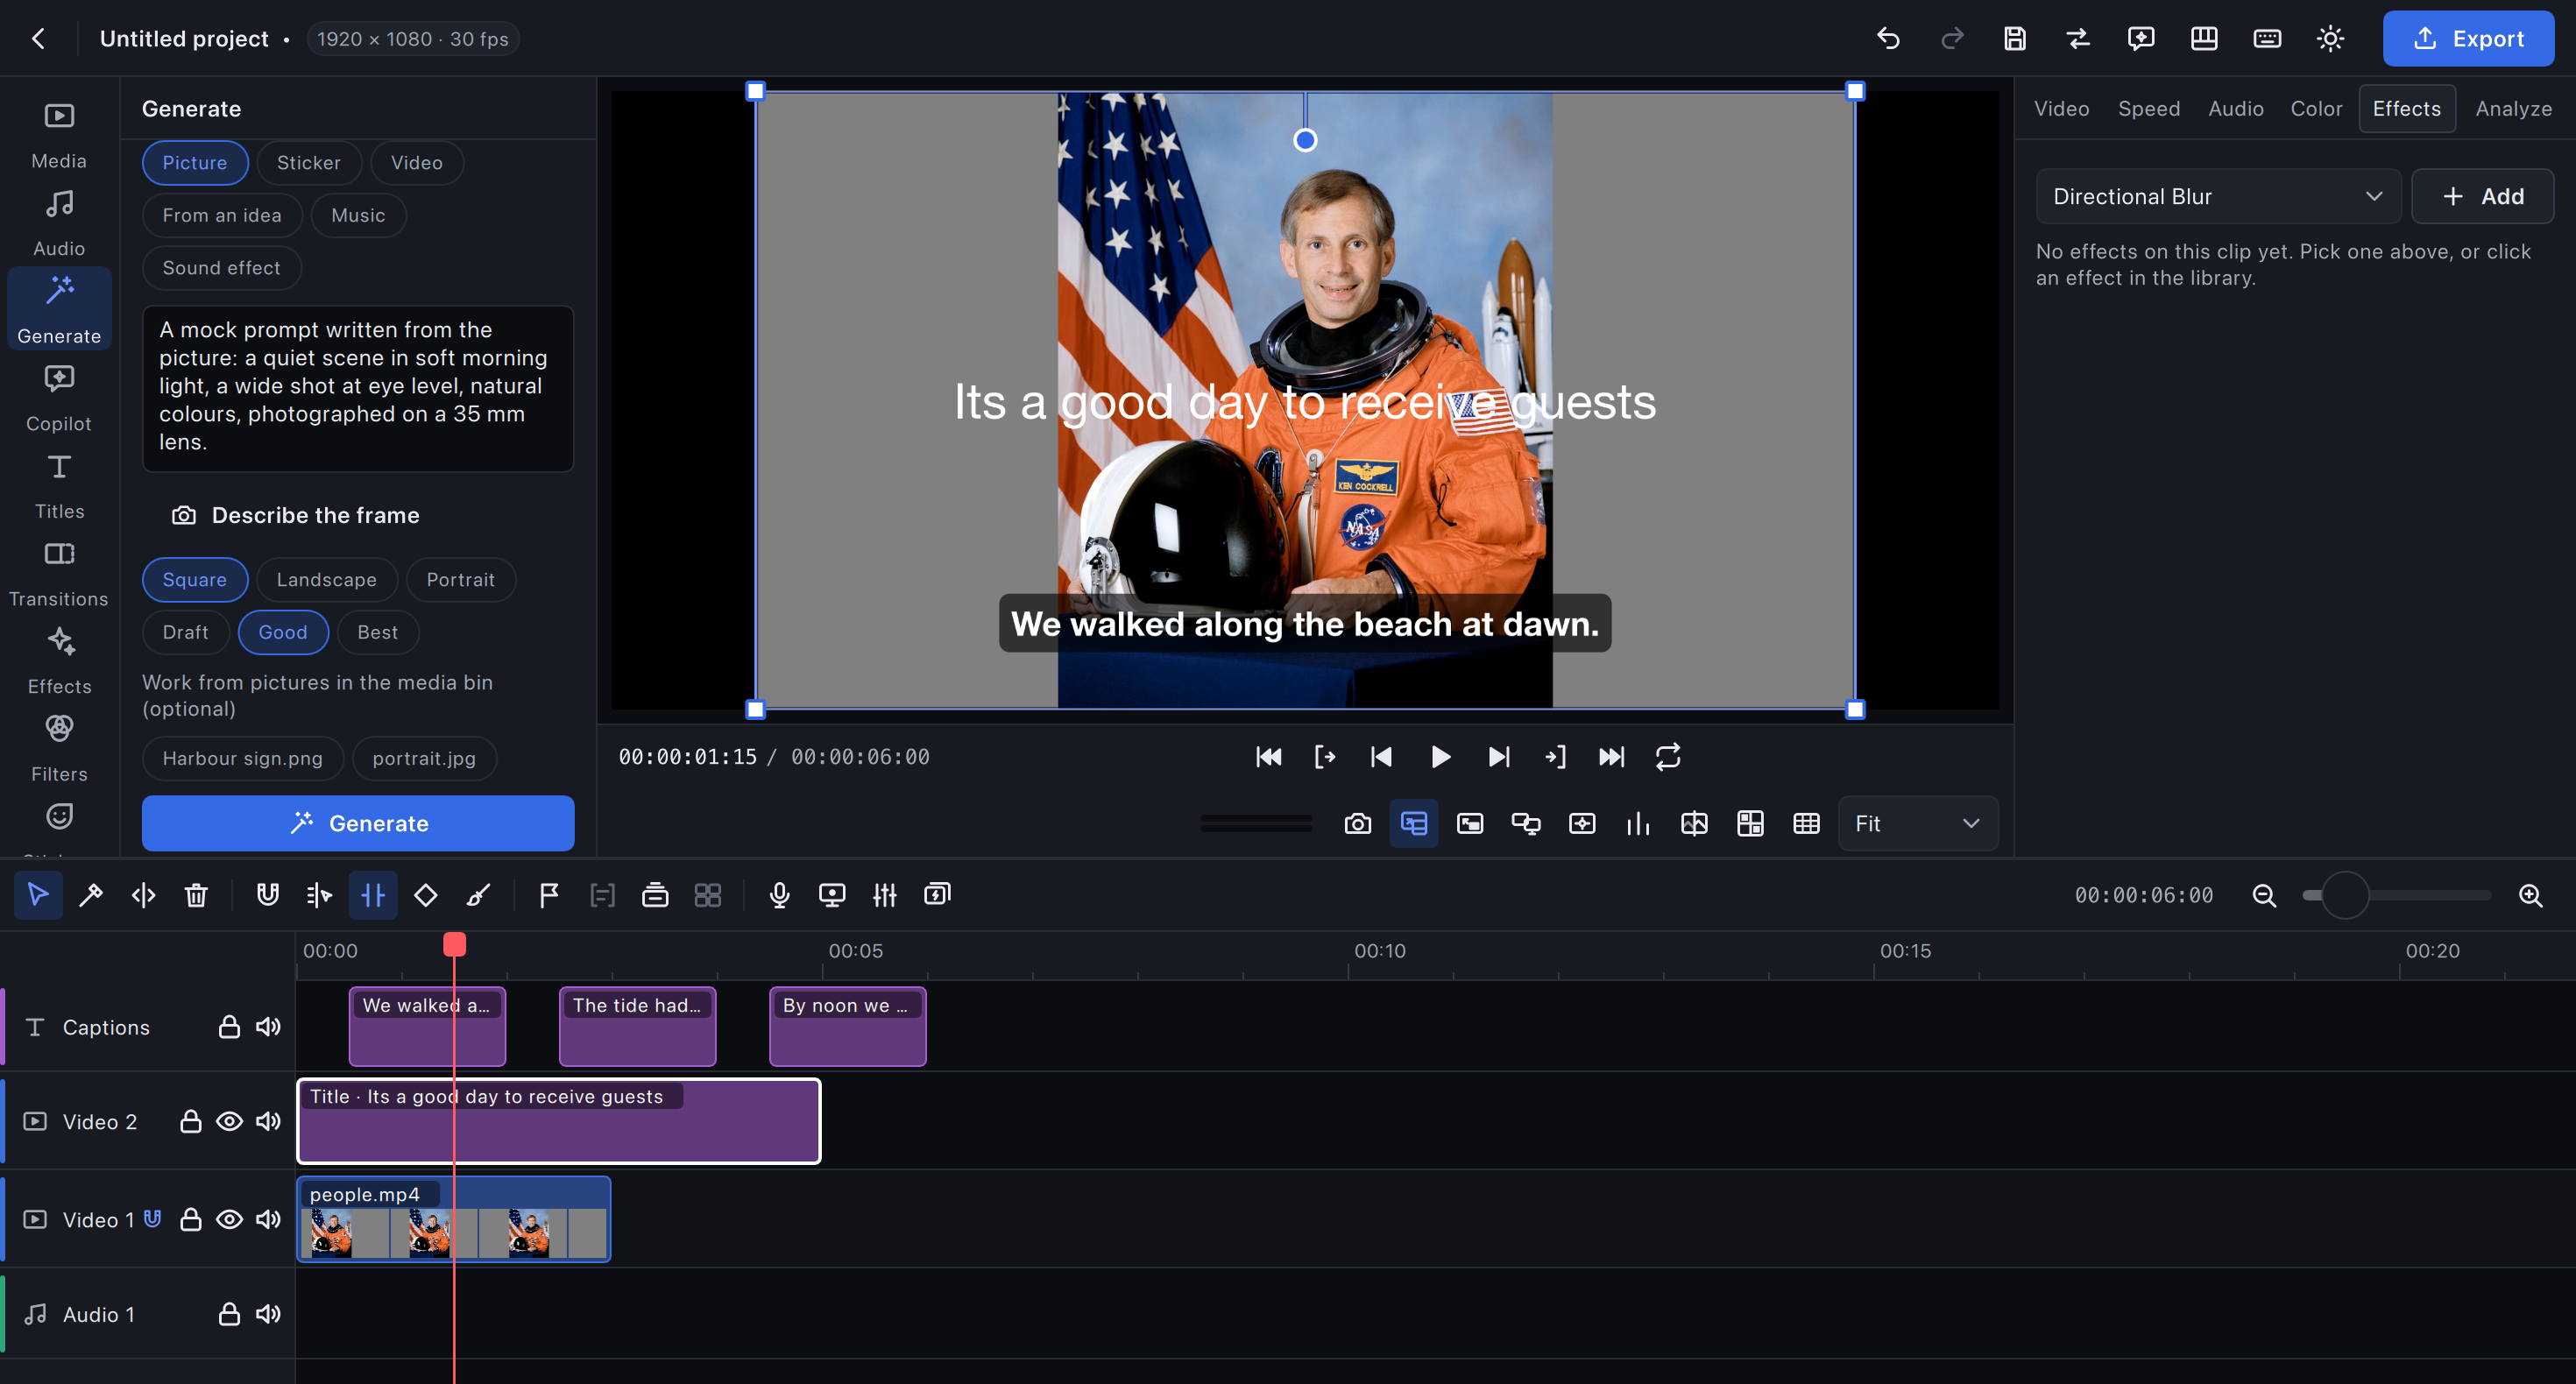 Untitled project • 1920 × 1080 · 30 fps
Export
Media
Audio
Generate
Copilot
Titles
Transitions
Effects
Filters
Generate
Picture Sticker Video
From an idea Music
Sound effect
A mock prompt written from the
picture: a quiet scene in soft morning
light, a wide shot at eye level, natural
colours, photographed on a 35 mm
lens.
Describe the frame
Square Landscape Portrait
Draft Good Best
Work from pictures in the media bin
(optional)
Harbour sign.png portrait.jpg
Generate
Its a good day to receive guests
KEN COCKRELL
NASA
We walked along the beach at dawn.
00:00:01:15 / 00:00:06:00
Fit
Video Speed Audio Color Effects Analyze
Directional Blur
Add
No effects on this clip yet. Pick one above, or click
an effect in the library.
00:00:06:00
00:00 00:05 00:10 00:15 00:20
Captions
We walked a... The tide had... By noon we ...
Video 2
Title · Its a good day to receive guests
Video 1
people.mp4
Audio 1